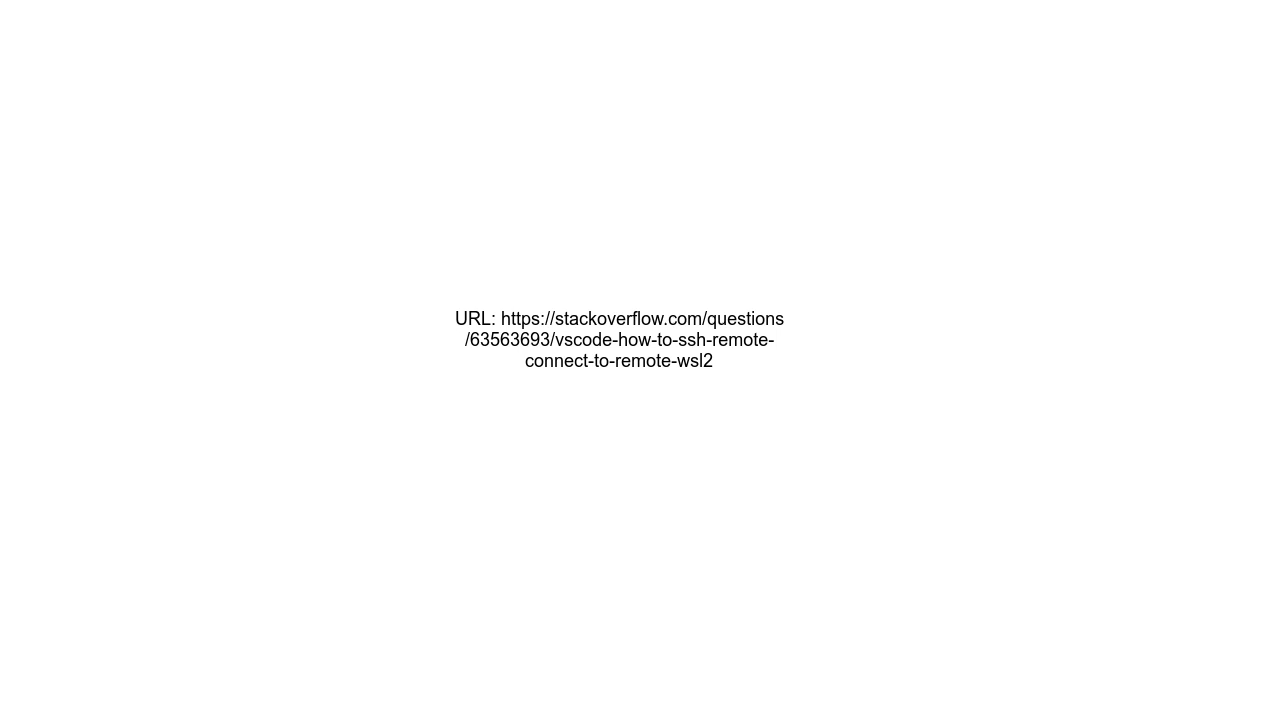 URL: https://stackoverflow.com/questions
/63563693/vscode-how-to-ssh-remote-
connect-to-remote-wsl2